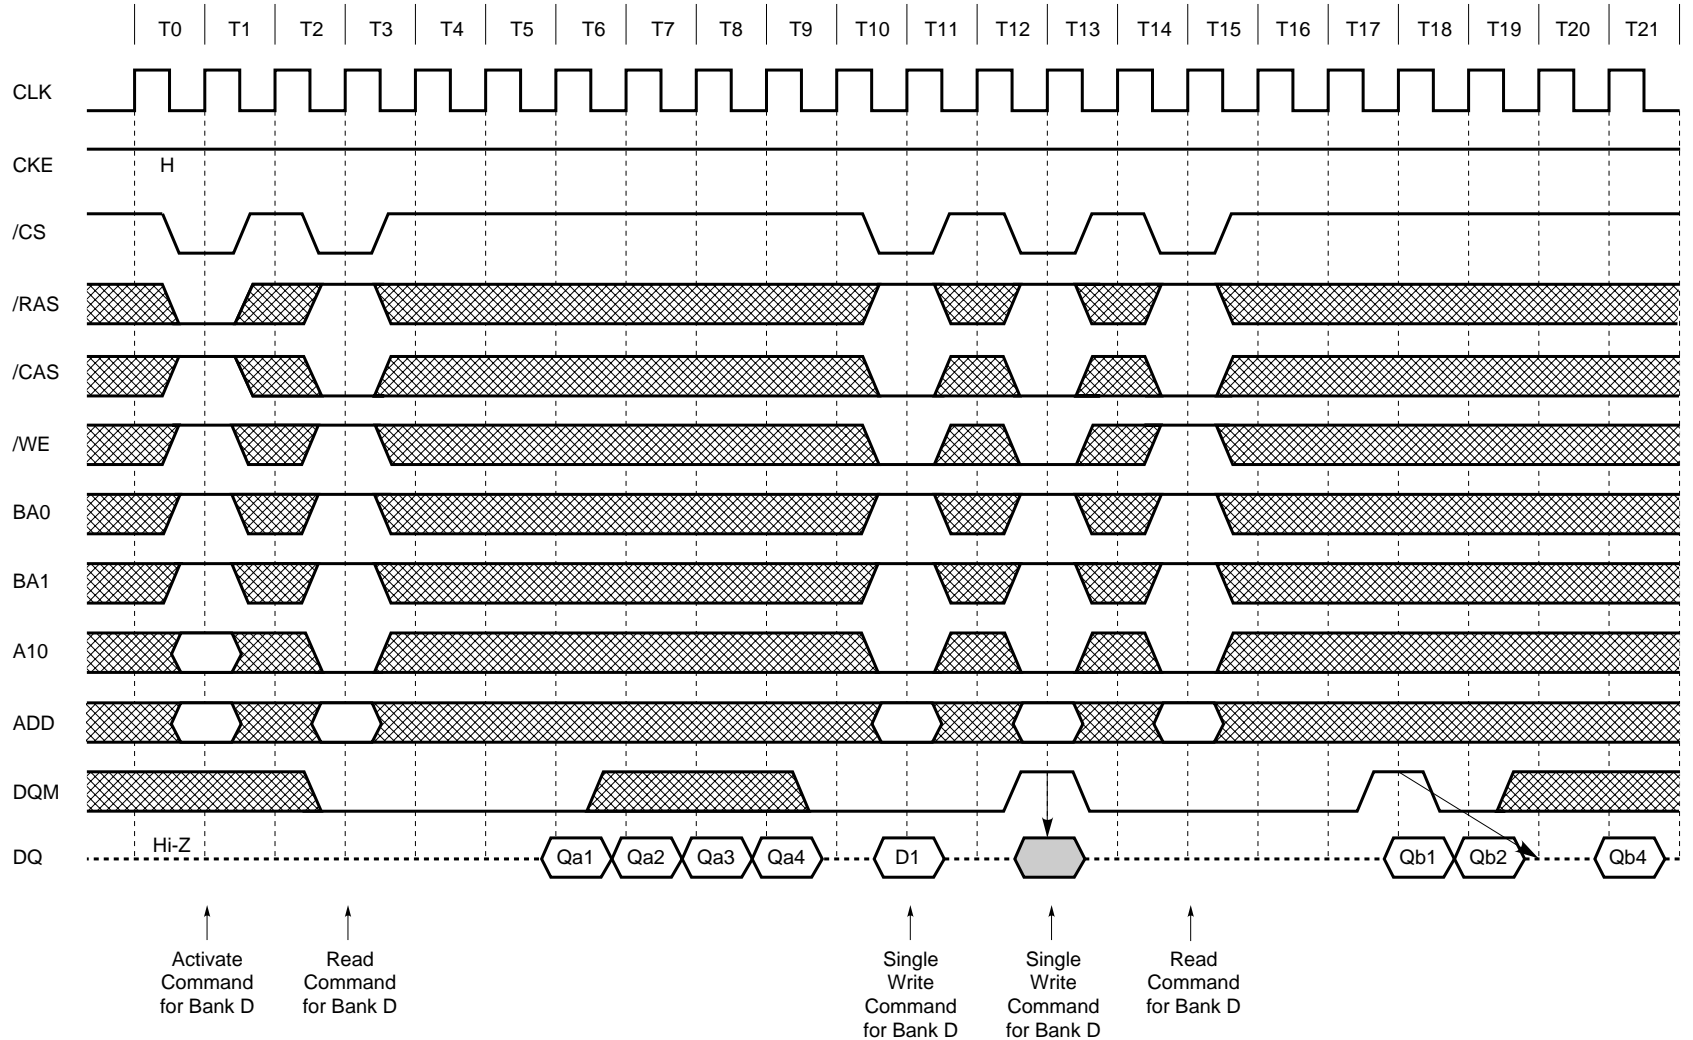 T0 T1 T2 T3 T4 T5 T6 T7 T8 T9 T10 T11 T12 T13 T14 T15 T16 T17 T18 T19 T20 T21
CLK
CKE H
/CS
/RAS
/CAS
/WE
BA0
BA1
A10
ADD
DQM
DQ Hi-Z Qa1 Qa2 Qa3 Qa4 D1 Qb1 Qb2 Qb4
Activate
Command
for Bank D
Read
Command
for Bank D
Single
Write
Command
for Bank D
Single
Write
Command
for Bank D
Read
Command
for Bank D